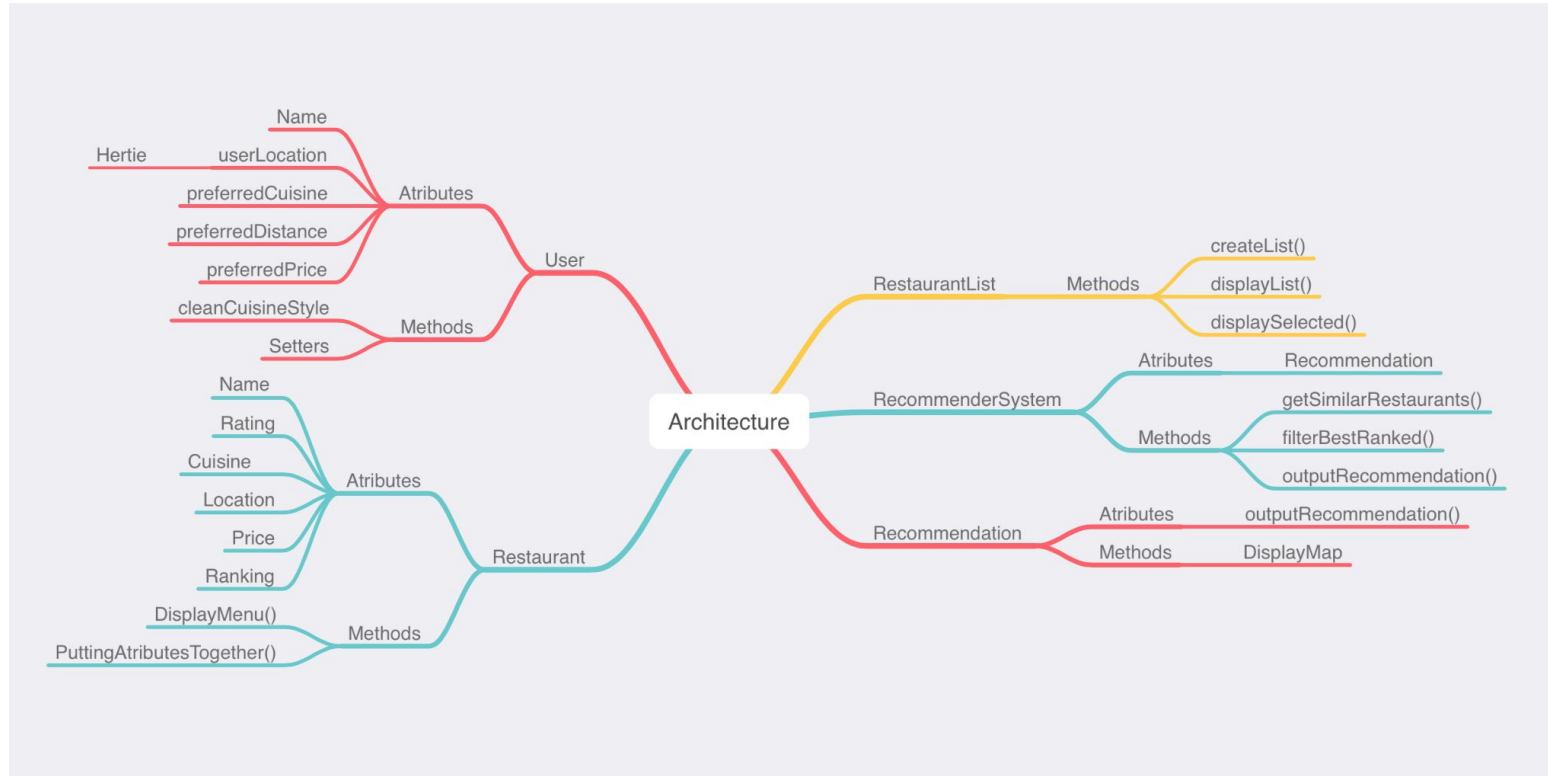 Architecture
User
Atributes
Name
userLocation
Hertie
preferredCuisine
preferredDistance
preferredPrice
Methods
cleanCuisineStyle
Setters
Restaurant
Atributes
Name
Rating
Cuisine
Location
Price
Ranking
Methods
DisplayMenu()
PuttingAtributesTogether()
RestaurantList
Methods
createList()
displayList()
displaySelected()
RecommenderSystem
Atributes
Recommendation
Methods
getSimilarRestaurants()
filterBestRanked()
outputRecommendation()
Recommendation
Atributes
outputRecommendation()
Methods
DisplayMap